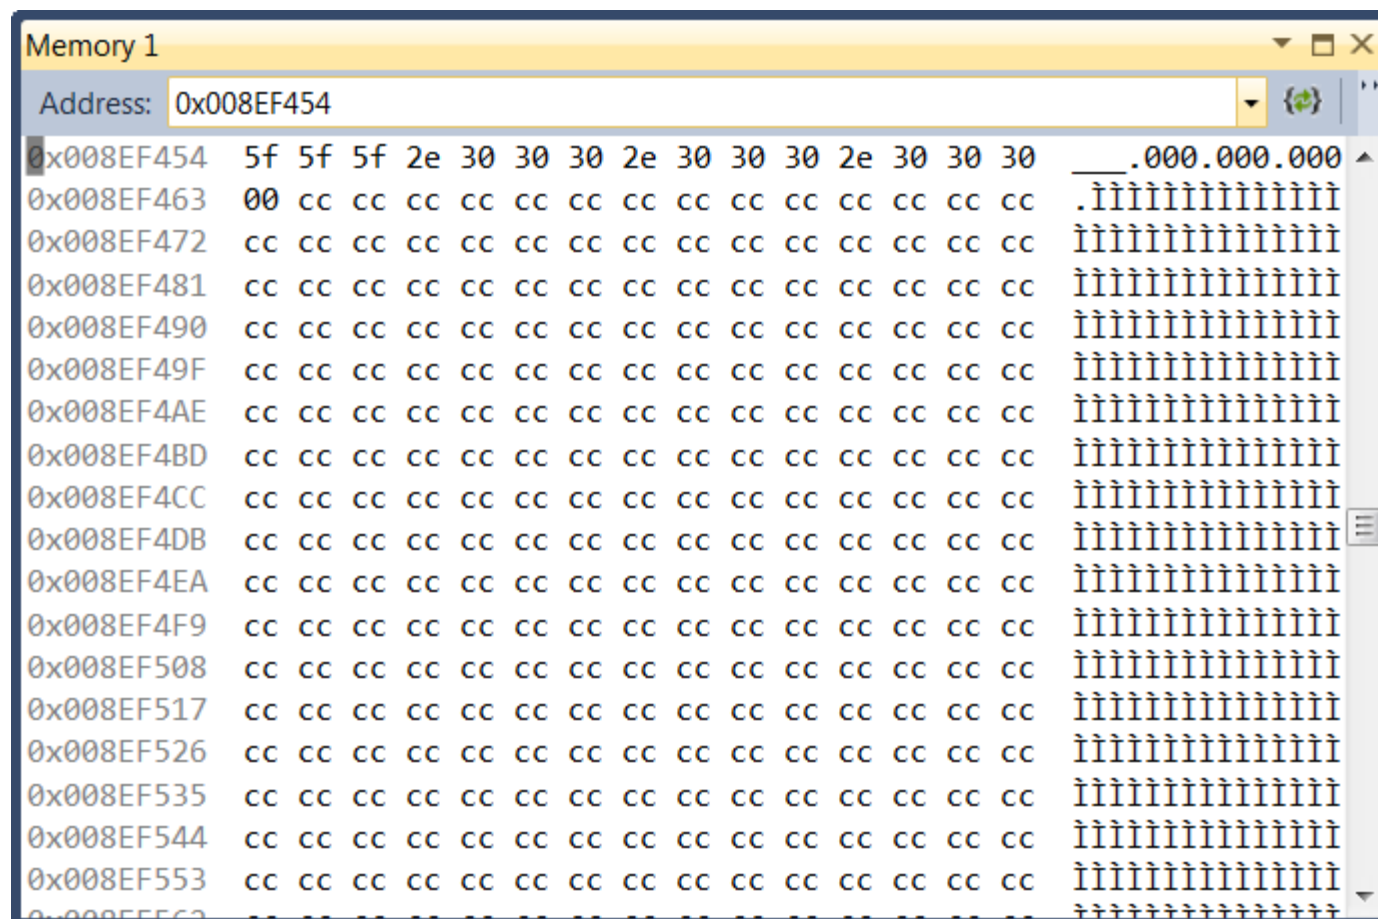 Memory 1
Address: 0x008EF454
0x008EF454 5f 5f 5f 2e 30 30 30 2e 30 30 30 2e 30 30 30 ___.000.000.000
0x008EF463 00 cc cc cc cc cc cc cc cc cc cc cc cc cc cc .ÌÌÌÌÌÌÌÌÌÌÌÌÌÌ
0x008EF472 cc cc cc cc cc cc cc cc cc cc cc cc cc cc cc ÌÌÌÌÌÌÌÌÌÌÌÌÌÌÌ
0x008EF481 cc cc cc cc cc cc cc cc cc cc cc cc cc cc cc ÌÌÌÌÌÌÌÌÌÌÌÌÌÌÌ
0x008EF490 cc cc cc cc cc cc cc cc cc cc cc cc cc cc cc ÌÌÌÌÌÌÌÌÌÌÌÌÌÌÌ
0x008EF49F cc cc cc cc cc cc cc cc cc cc cc cc cc cc cc ÌÌÌÌÌÌÌÌÌÌÌÌÌÌÌ
0x008EF4AE cc cc cc cc cc cc cc cc cc cc cc cc cc cc cc ÌÌÌÌÌÌÌÌÌÌÌÌÌÌÌ
0x008EF4BD cc cc cc cc cc cc cc cc cc cc cc cc cc cc cc ÌÌÌÌÌÌÌÌÌÌÌÌÌÌÌ
0x008EF4CC cc cc cc cc cc cc cc cc cc cc cc cc cc cc cc ÌÌÌÌÌÌÌÌÌÌÌÌÌÌÌ
0x008EF4DB cc cc cc cc cc cc cc cc cc cc cc cc cc cc cc ÌÌÌÌÌÌÌÌÌÌÌÌÌÌÌ
0x008EF4EA cc cc cc cc cc cc cc cc cc cc cc cc cc cc cc ÌÌÌÌÌÌÌÌÌÌÌÌÌÌÌ
0x008EF4F9 cc cc cc cc cc cc cc cc cc cc cc cc cc cc cc ÌÌÌÌÌÌÌÌÌÌÌÌÌÌÌ
0x008EF508 cc cc cc cc cc cc cc cc cc cc cc cc cc cc cc ÌÌÌÌÌÌÌÌÌÌÌÌÌÌÌ
0x008EF517 cc cc cc cc cc cc cc cc cc cc cc cc cc cc cc ÌÌÌÌÌÌÌÌÌÌÌÌÌÌÌ
0x008EF526 cc cc cc cc cc cc cc cc cc cc cc cc cc cc cc ÌÌÌÌÌÌÌÌÌÌÌÌÌÌÌ
0x008EF535 cc cc cc cc cc cc cc cc cc cc cc cc cc cc cc ÌÌÌÌÌÌÌÌÌÌÌÌÌÌÌ
0x008EF544 cc cc cc cc cc cc cc cc cc cc cc cc cc cc cc ÌÌÌÌÌÌÌÌÌÌÌÌÌÌÌ
0x008EF553 cc cc cc cc cc cc cc cc cc cc cc cc cc cc cc ÌÌÌÌÌÌÌÌÌÌÌÌÌÌÌ